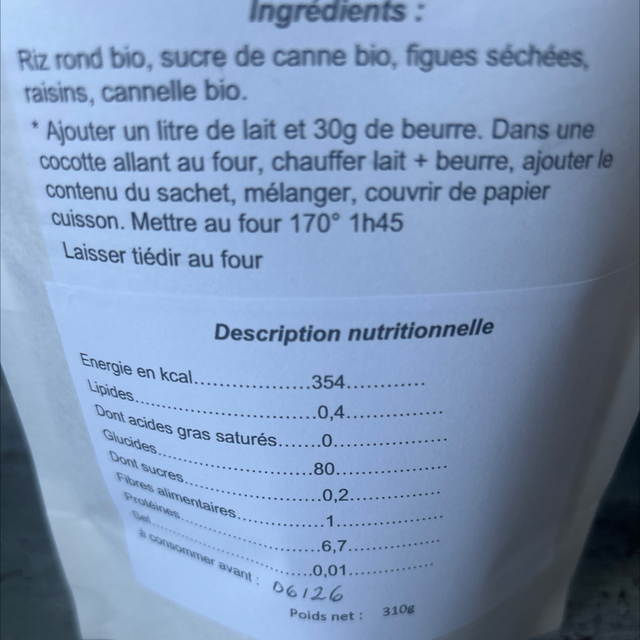 Ingrédients :
Riz rond bio, sucre de canne bio, figues séchées,
raisins, cannelle bio.
* Ajouter un litre de lait et 30g de beurre. Dans une
cocotte allant au four, chauffer lait + beurre, ajouter le
contenu du sachet, mélanger, couvrir de papier
cuisson. Mettre au four 170° 1h45
Laisser tiédir au four
Description nutritionnelle
Energie en kcal..................354............
Lipides............................0,4...............
Dont acides gras saturés......0.................
Glucides..........................80................
Dont sucres.....................0,2...............
Fibres alimentaires............1.................
Protéines.........................6,7...............
Sel..................................0,01..............
à consommer avant : 06126
Poids net : 310g